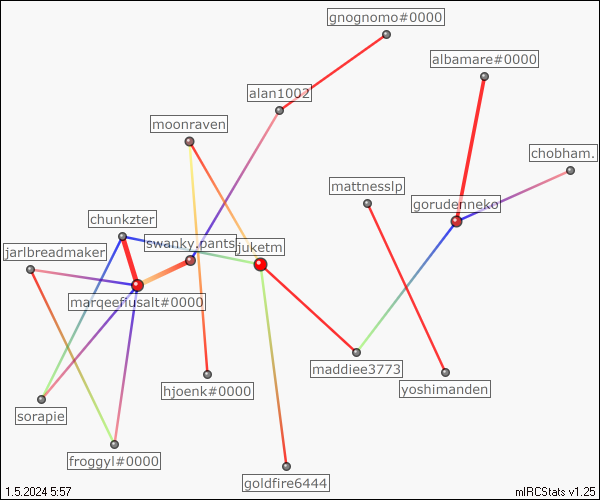 gnognomo#0000
albamare#0000
alan1002
moonraven
chobham.
mattnesslp
gorudenneko
chunkzter
swanky.pants
juketm
jarlbreadmaker
marqeeflusalt#0000
maddiee3773
hjoenk#0000
yoshimanden
sorapie
froggyl#0000
goldfire6444
1.5.2024 5:57
mIRCStats v1.25